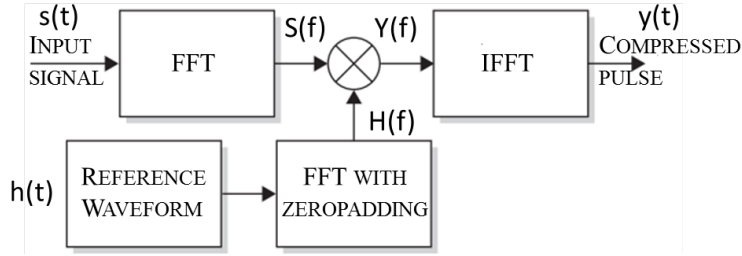 s(t)
S(f)
Y(f)
y(t)
INPUT
SIGNAL
FFT
IFFT
COMPRESSED
PULSE
H(f)
h(t)
REFERENCE
WAVEFORM
FFT WITH
ZEROPADDING